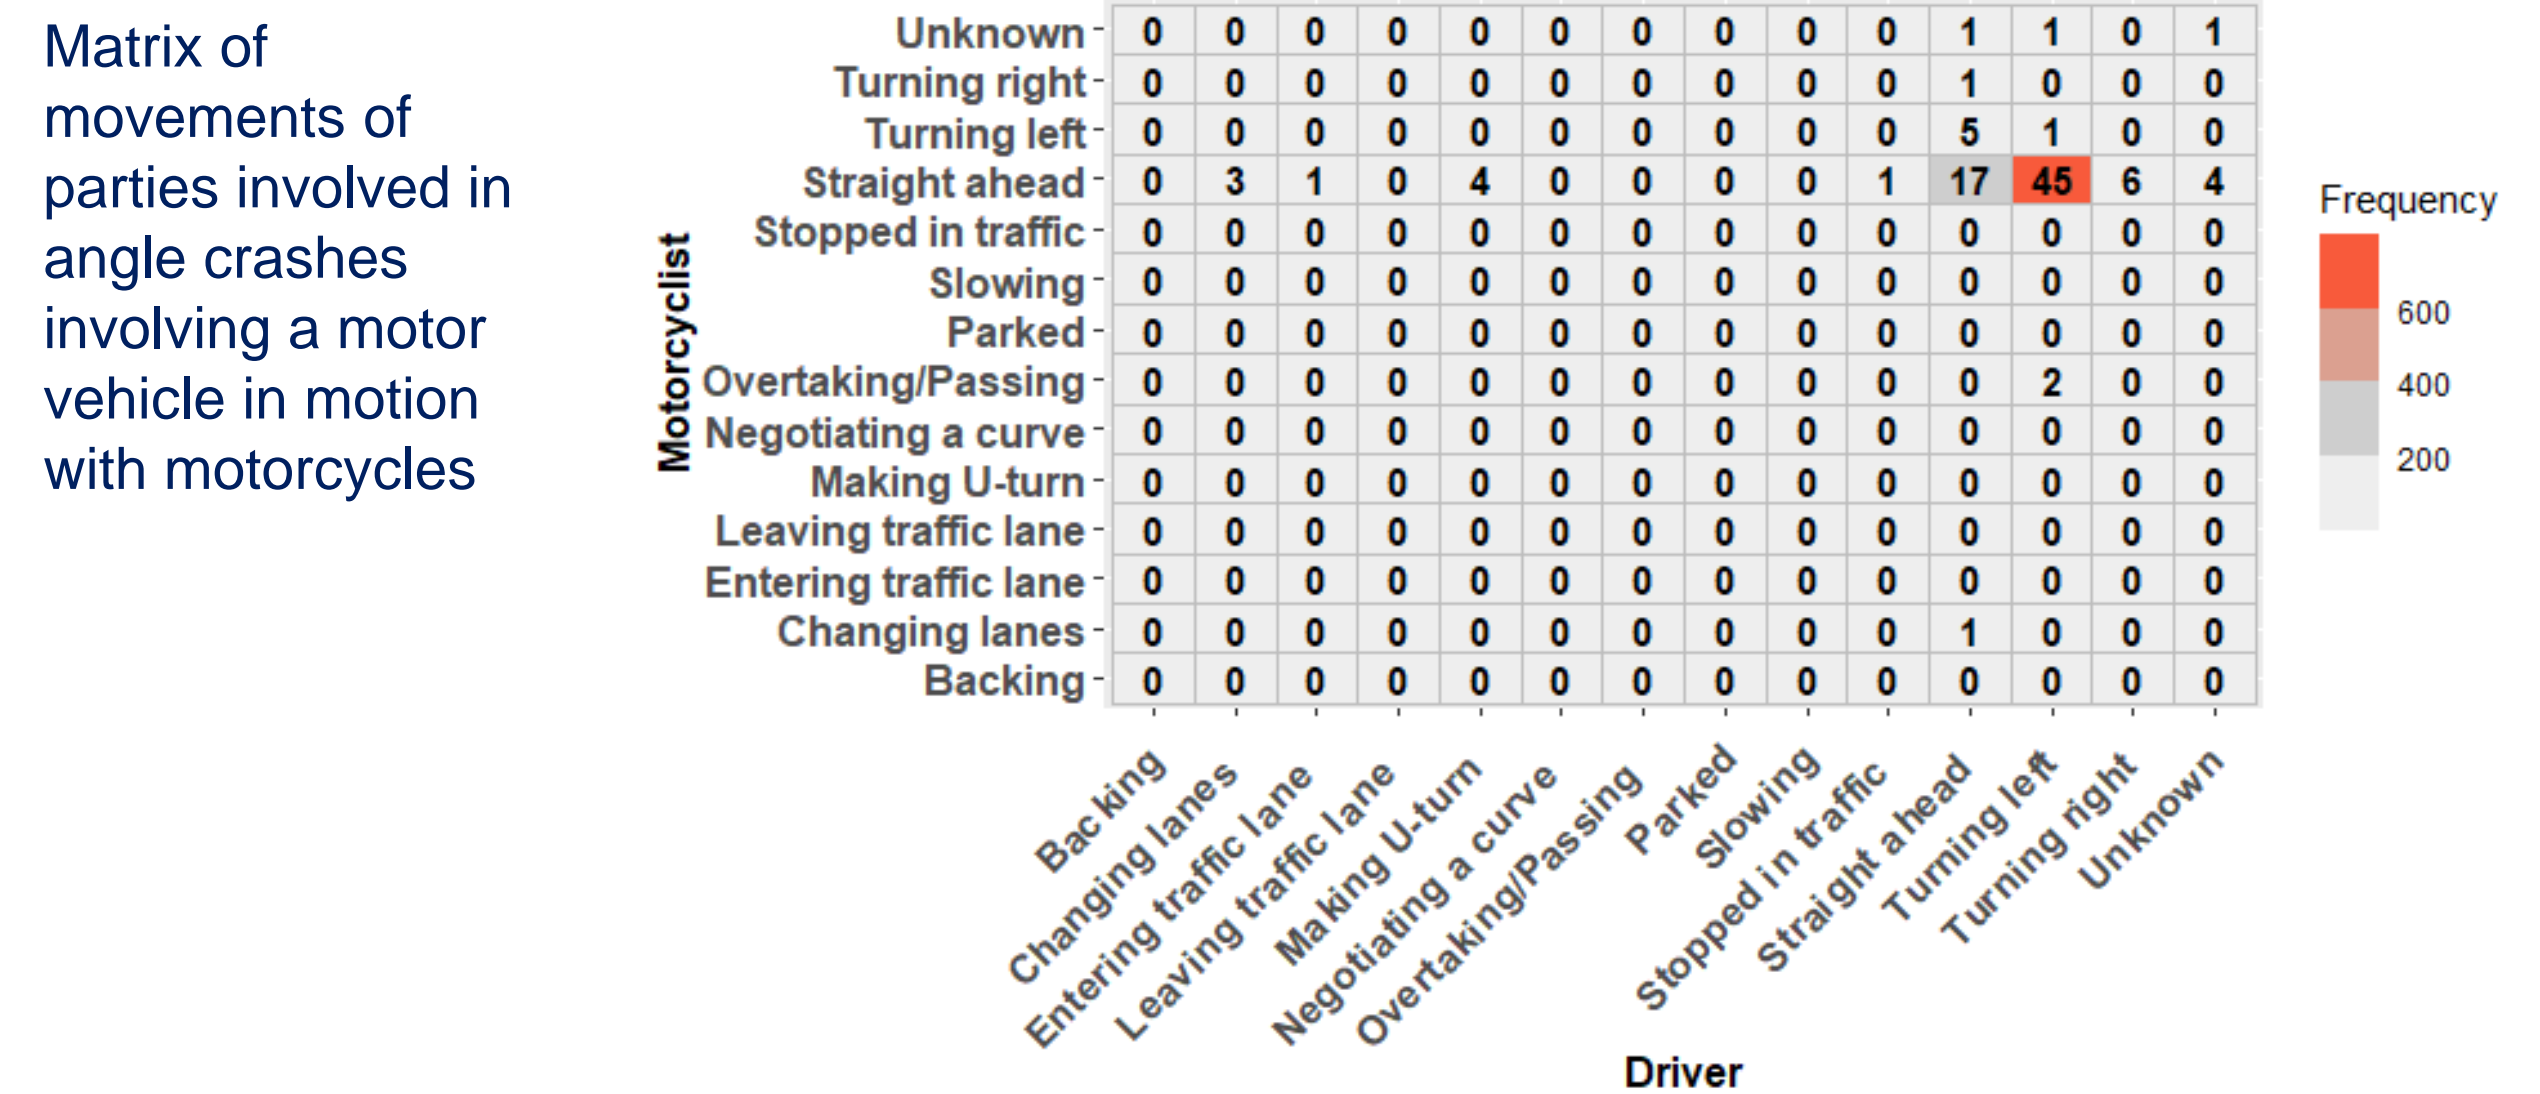 Matrix of
movements of
parties involved in
angle crashes
involving a motor
vehicle in motion
with motorcycles
Motorcyclist
Unknown 0 0 0 0 0 0 0 0 0 0 1 1 0 1
Turning right 0 0 0 0 0 0 0 0 0 0 1 0 0 0
Turning left 0 0 0 0 0 0 0 0 0 0 5 1 0 0
Straight ahead 0 3 1 0 4 0 0 0 0 1 17 45 6 4
Stopped in traffic 0 0 0 0 0 0 0 0 0 0 0 0 0 0
Slowing 0 0 0 0 0 0 0 0 0 0 0 0 0 0
Parked 0 0 0 0 0 0 0 0 0 0 0 0 0 0
Overtaking/Passing 0 0 0 0 0 0 0 0 0 0 0 2 0 0
Negotiating a curve 0 0 0 0 0 0 0 0 0 0 0 0 0 0
Making U-turn 0 0 0 0 0 0 0 0 0 0 0 0 0 0
Leaving traffic lane 0 0 0 0 0 0 0 0 0 0 0 0 0 0
Entering traffic lane 0 0 0 0 0 0 0 0 0 0 0 0 0 0
Changing lanes 0 0 0 0 0 0 0 0 0 0 1 0 0 0
Backing 0 0 0 0 0 0 0 0 0 0 0 0 0 0
Backing
Changing lanes
Entering traffic lane
Leaving traffic lane
Making U-turn
Negotiating a curve
Overtaking/Passing
Parked
Slowing
Stopped in traffic
Straight ahead
Turning left
Turning right
Unknown
Driver
Frequency
600
400
200